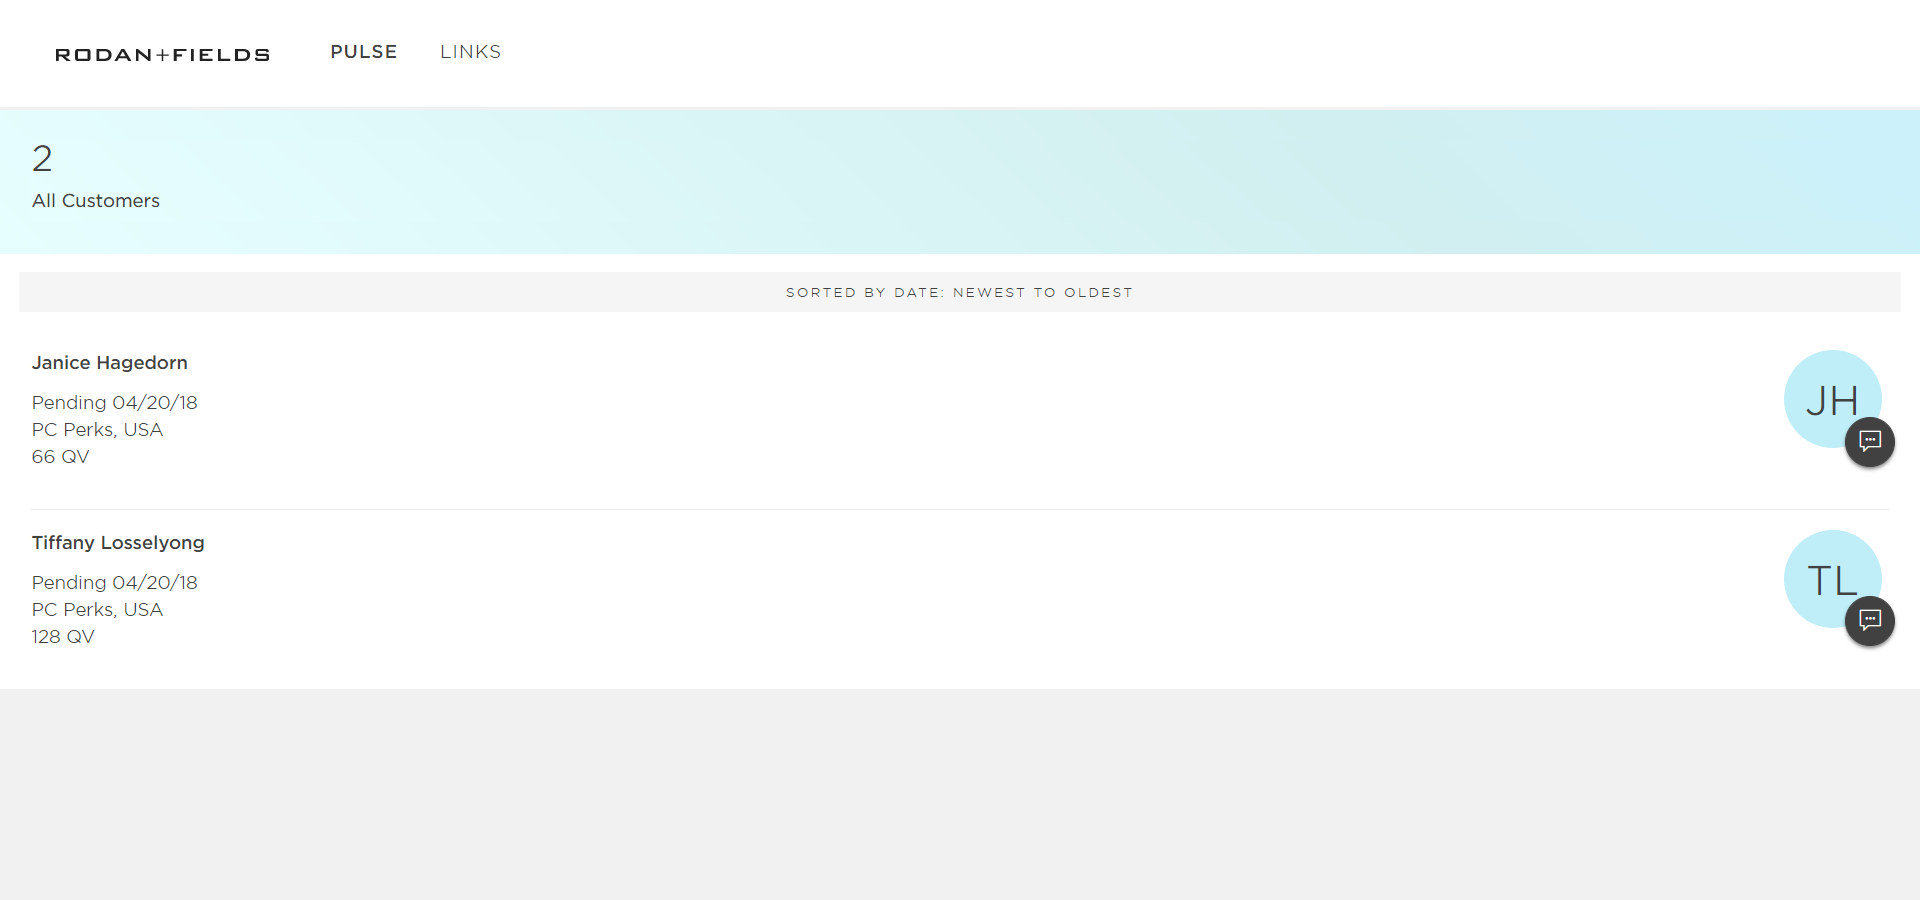 RODAN+FIELDS PULSE LINKS
2
All Customers
SORTED BY DATE: NEWEST TO OLDEST
Janice Hagedorn
Pending 04/20/18
PC Perks, USA
66 QV
JH
Tiffany Losselyong
Pending 04/20/18
PC Perks, USA
128 QV
TL